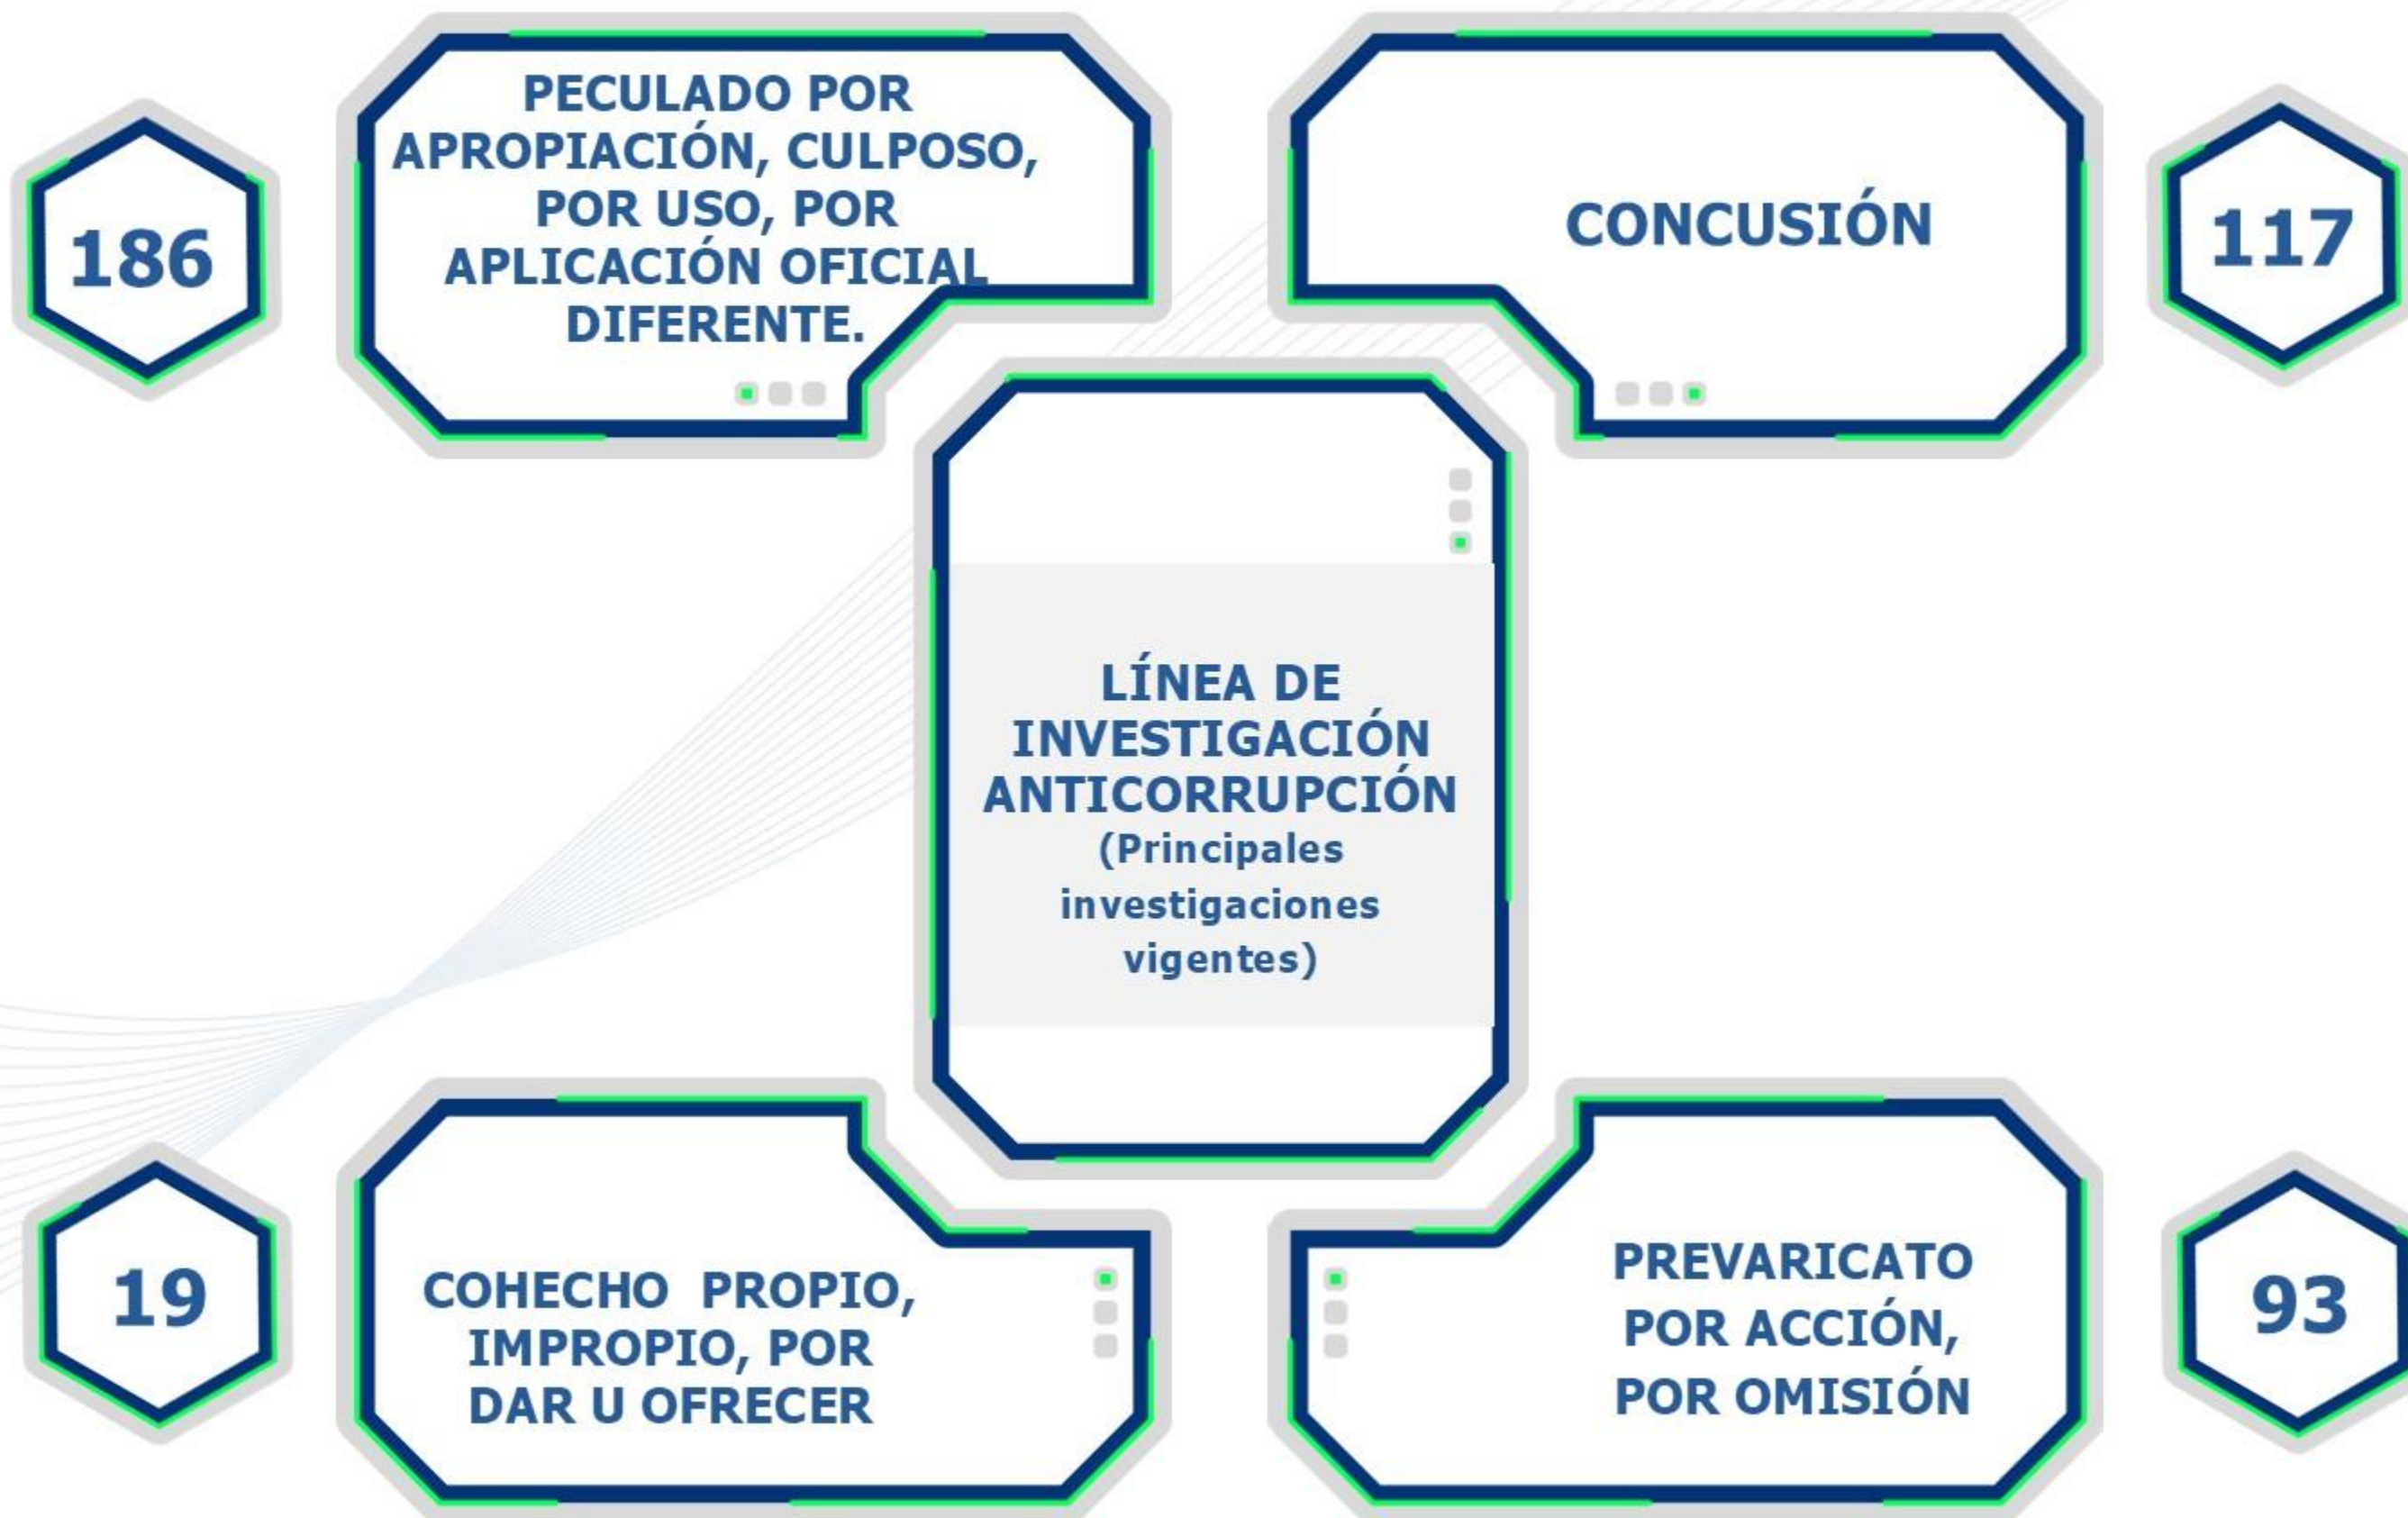 186
PECULADO POR
APROPIACIÓN, CULPOSO,
POR USO, POR
APLICACIÓN OFICIAL
DIFERENTE.
CONCUSIÓN
117
LÍNEA DE
INVESTIGACIÓN
ANTICORRUPCIÓN
(Principales
investigaciones
vigentes)
19
COHECHO PROPIO,
IMPROPIO, POR
DAR U OFRECER
PREVARICATO
POR ACCIÓN,
POR OMISIÓN
93